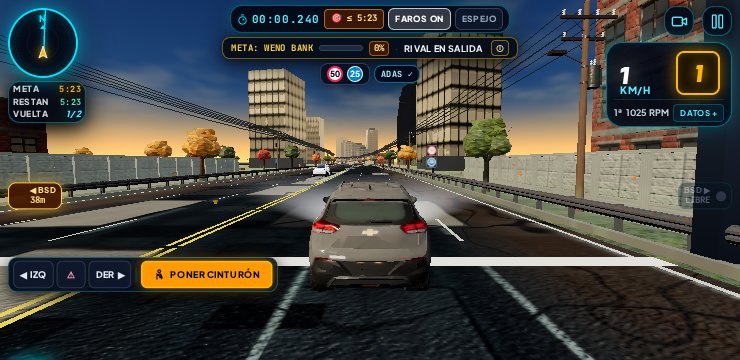 N
00:00.240
≤ 5:23
FAROS ON
ESPEJO
META: WENO BANK
0%
RIVAL EN SALIDA
50
25
ADAS ✓
META 5:23
RESTAN 5:23
VUELTA 1/2
1
KM/H
1
1ª 1025 RPM
DATOS +
◀ BSD
38m
BSD ▶
LIBRE
◀ IZQ
⚠
DER ▶
PONER CINTURÓN